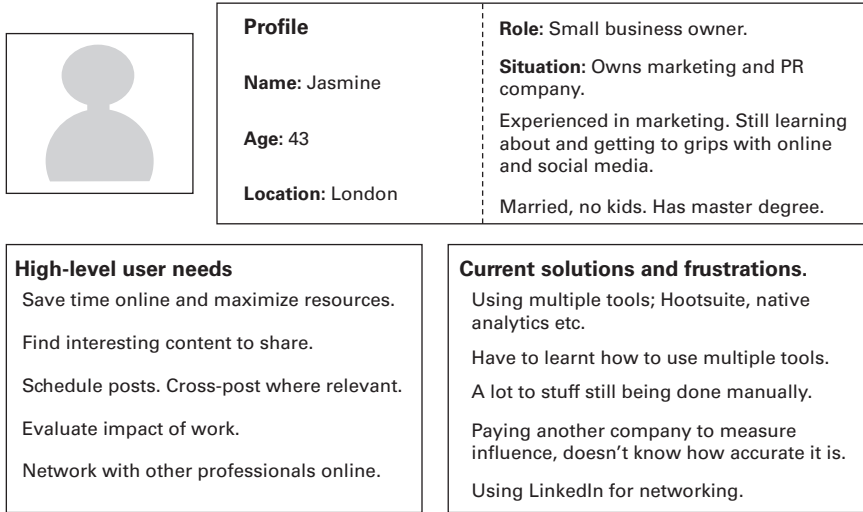 Profile
Name: Jasmine
Age: 43
Location: London
Role: Small business owner.
Situation: Owns marketing and PR
company.
Experienced in marketing. Still learning
about and getting to grips with online
and social media.
Married, no kids. Has master degree.
High-level user needs
Save time online and maximize resources.
Find interesting content to share.
Schedule posts. Cross-post where relevant.
Evaluate impact of work.
Network with other professionals online.
Current solutions and frustrations.
Using multiple tools; Hootsuite, native
analytics etc.
Have to learnt how to use multiple tools.
A lot to stuff still being done manually.
Paying another company to measure
influence, doesn't know how accurate it is.
Using LinkedIn for networking.